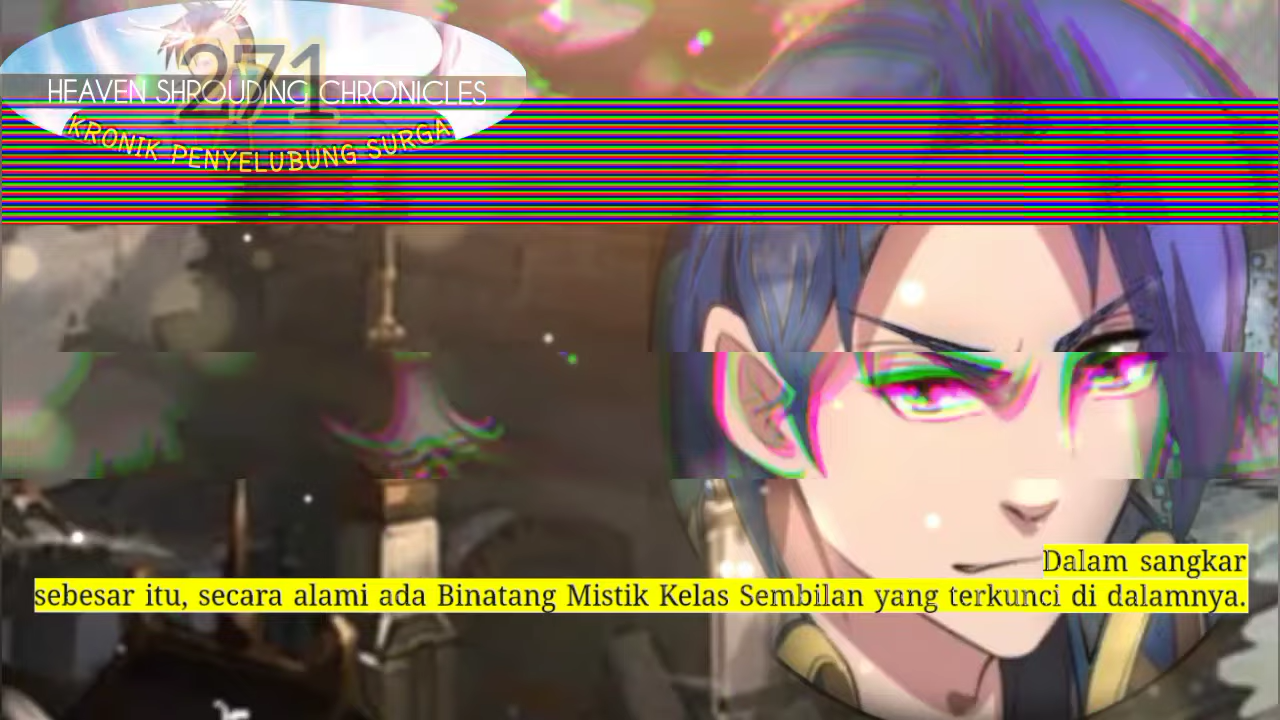 271
HEAVEN SHROUDING CHRONICLES
KRONIK PENYELUBUNG SURGA
Dalam sangkar
sebesar itu, secara alami ada Binatang Mistik Kelas Sembilan yang terkunci di dalamnya.